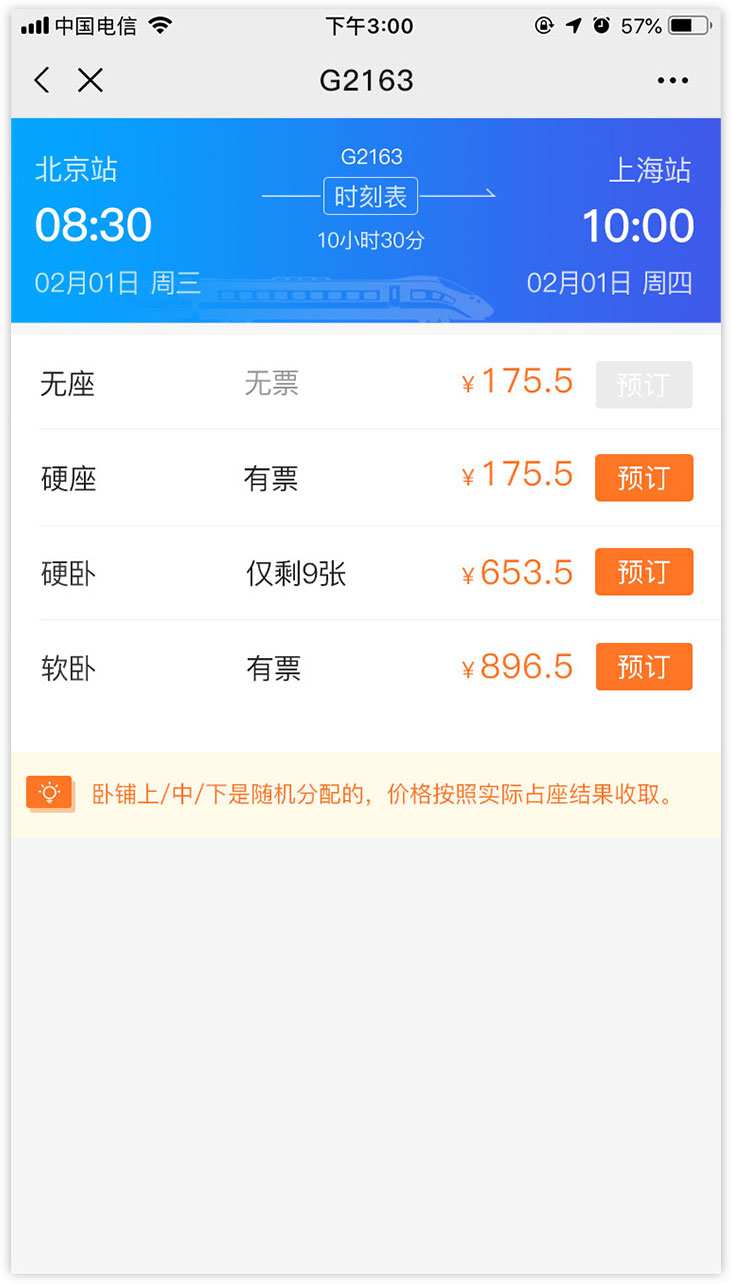 中国电信 下午3:00 57%
G2163
北京站 G2163 上海站
时刻表
08:30 10小时30分 10:00
02月01日 周三 02月01日 周四
无座 无票 ¥175.5 预订
硬座 有票 ¥175.5 预订
硬卧 仅剩9张 ¥653.5 预订
软卧 有票 ¥896.5 预订
卧铺上/中/下是随机分配的，价格按照实际占座结果收取。